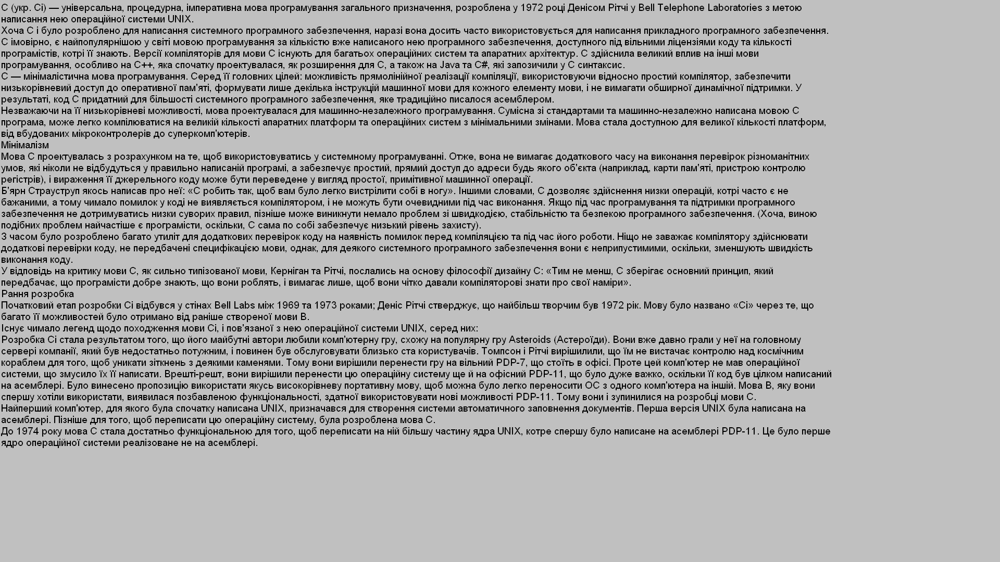 C (укр. Сі) — універсальна, процедурна, імперативна мова програмування загального призначення, розроблена у 1972 році Денісом Рітчі у Bell Telephone Laboratories з метою
написання нею операційної системи UNIX.
Хоча С і було розроблено для написання системного програмного забезпечення, наразі вона досить часто використовується для написання прикладного програмного забезпечення.
С імовірно, є найпопулярнішою у світі мовою програмування за кількістю вже написаного нею програмного забезпечення, доступного під вільними ліцензіями коду та кількості
програмістів, котрі її знають. Версії компіляторів для мови С існують для багатьох операційних систем та апаратних архітектур. С здійснила великий вплив на інші мови
програмування, особливо на C++, яка спочатку проектувалася, як розширення для С, а також на Java та C#, які запозичили у С синтаксис.
С — мінімалістична мова програмування. Серед її головних цілей: можливість прямолінійної реалізації компіляції, використовуючи відносно простий компілятор, забезпечити
низькорівневий доступ до оперативної пам'яті, формувати лише декілька інструкцій машинної мови для кожного елементу мови, і не вимагати обширної динамічної підтримки. У
результаті, код С придатний для більшості системного програмного забезпечення, яке традиційно писалося асемблером.
Незважаючи на її низькорівневі можливості, мова проектувалася для машинно-незалежного програмування. Сумісна зі стандартами та машинно-незалежно написана мовою С
програма, може легко компілюватися на великій кількості апаратних платформ та операційних систем з мінімальними змінами. Мова стала доступною для великої кількості платформ,
від вбудованих мікроконтролерів до суперкомп'ютерів.
Мінімалізм
Мова С проектувалась з розрахунком на те, щоб використовуватись у системному програмуванні. Отже, вона не вимагає додаткового часу на виконання перевірок різноманітних
умов, які ніколи не відбудуться у правильно написаній програмі, а забезпечує простий, прямий доступ до адреси будь якого об'єкта (наприклад, карти пам'яті, пристрою контролю
регістрів), і вираження її джерельного коду може бути переведене у вигляд простої, примітивної машинної операції.
Б'ярн Страуструп якось написав про неї: «С робить так, щоб вам було легко вистрілити собі в ногу». Іншими словами, С дозволяє здійснення низки операцій, котрі часто є не
бажаними, а тому чимало помилок у коді не виявляється компілятором, і не можуть бути очевидними під час виконання. Якщо під час програмування та підтримки програмного
забезпечення не дотримуватись низки суворих правил, пізніше може виникнути немало проблем зі швидкодією, стабільністю та безпекою програмного забезпечення. (Хоча, виною
подібних проблем найчастіше є програмісти, оскільки, С сама по собі забезпечує низький рівень захисту).
З часом було розроблено багато утиліт для додаткових перевірок коду на наявність помилок перед компіляцією та під час його роботи. Ніщо не заважає компілятору здійснювати
додаткові перевірки коду, не передбачені специфікацією мови, однак, для деякого системного програмного забезпечення вони є неприпустимими, оскільки, зменшують швидкість
виконання коду.
У відповідь на критику мови С, як сильно типізованої мови, Керніган та Рітчі, послались на основу філософії дизайну С: «Тим не менш, С зберігає основний принцип, який
передбачає, що програмісти добре знають, що вони роблять, і вимагає лише, щоб вони чітко давали компіляторові знати про свої наміри».
Рання розробка
Початковий етап розробки Сі відбувся у стінах Bell Labs між 1969 та 1973 роками; Деніс Рітчі стверджує, що найбільш творчим був 1972 рік. Мову було названо «Сі» через те, що
багато її можливостей було отримано від раніше створеної мови B.
Існує чимало легенд щодо походження мови Сі, і пов'язаної з нею операційної системи UNIX, серед них:
Розробка Сі стала результатом того, що його майбутні автори любили комп'ютерну гру, схожу на популярну гру Asteroids (Астероїди). Вони вже давно грали у неї на головному
сервері компанії, який був недостатньо потужним, і повинен був обслуговувати близько ста користувачів. Томпсон і Рітчі вирішилили, що їм не вистачає контролю над космічним
кораблем для того, щоб уникати зіткнень з деякими каменями. Тому вони вирішили перенести гру на вільний PDP-7, що стоїть в офісі. Проте цей комп'ютер не мав операційної
системи, що змусило їх її написати. Врешті-решт, вони вирішили перенести цю операційну систему ще й на офісний PDP-11, що було дуже важко, оскільки її код був цілком написаний
на асемблері. Було винесено пропозицію використати якусь високорівневу портативну мову, щоб можна було легко переносити ОС з одного комп'ютера на іншій. Мова B, яку вони
спершу хотіли використати, виявилася позбавленою функціональності, здатної використовувати нові можливості PDP-11. Тому вони і зупинилися на розробці мови С.
Найперший комп'ютер, для якого була спочатку написана UNIX, призначався для створення системи автоматичного заповнення документів. Перша версія UNIX була написана на
асемблері. Пізніше для того, щоб переписати цю операційну систему, була розроблена мова С.
До 1974 року мова С стала достатньо функціональною для того, щоб переписати на ній більшу частину ядра UNIX, котре спершу було написане на асемблері PDP-11. Це було перше
ядро операційної системи реалізоване не на асемблері.